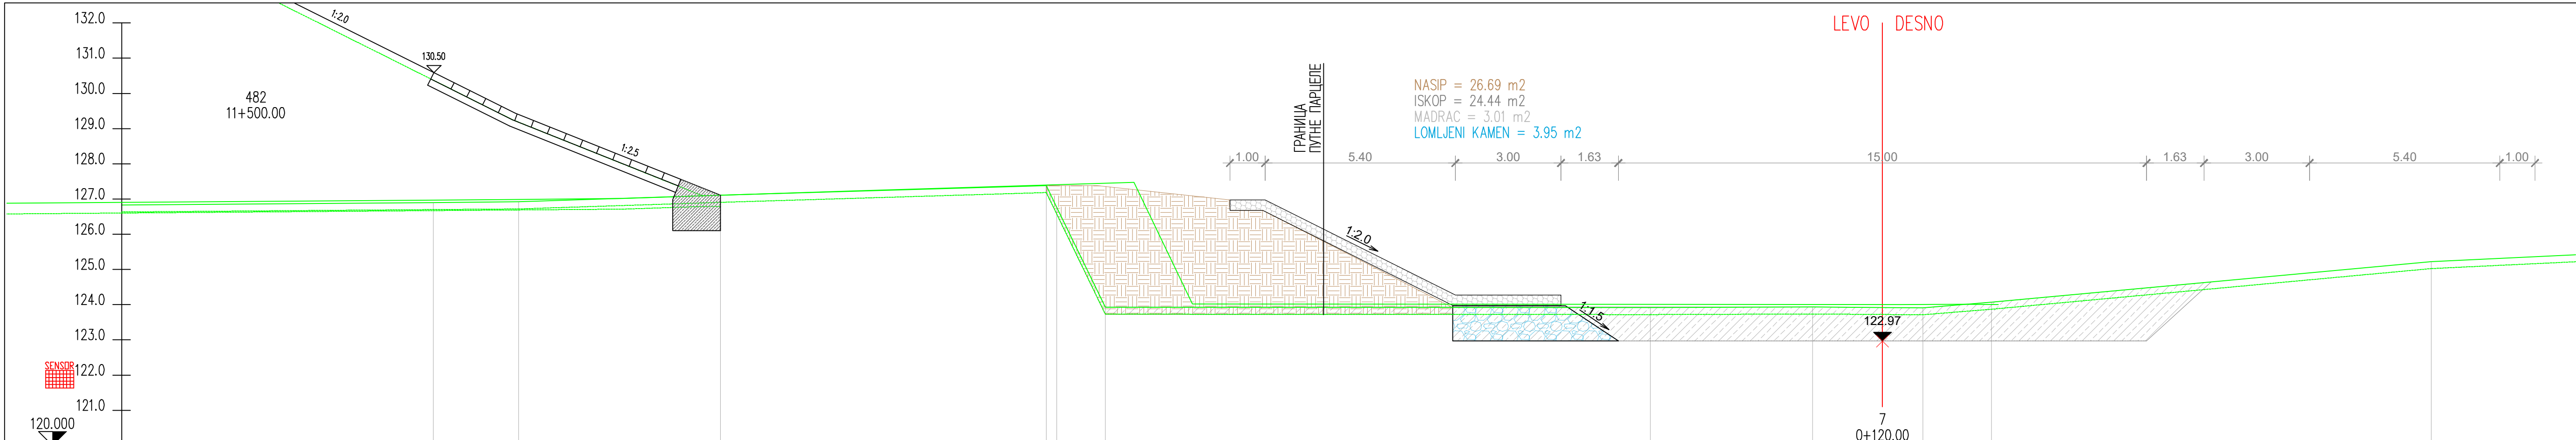 132.0
131.0
130.0
129.0
128.0
127.0
126.0
125.0
124.0
123.0
122.0
121.0
120.000
SENSOR
1:2.0
130.50
482
11+500.00
1:2.5
ГРАНИЦА
ПУТНЕ ПАРЦЕЛЕ
NASIP = 26.69 m2
ISKOP = 24.44 m2
MADRAC = 3.01 m2
LOMLJENI KAMEN = 3.95 m2
LEVO DESNO
1.00 5.40 3.00 1.63 15.00 1.63 3.00 5.40 1.00
1:2.0
1:1.5
122.97
7
0+120.00